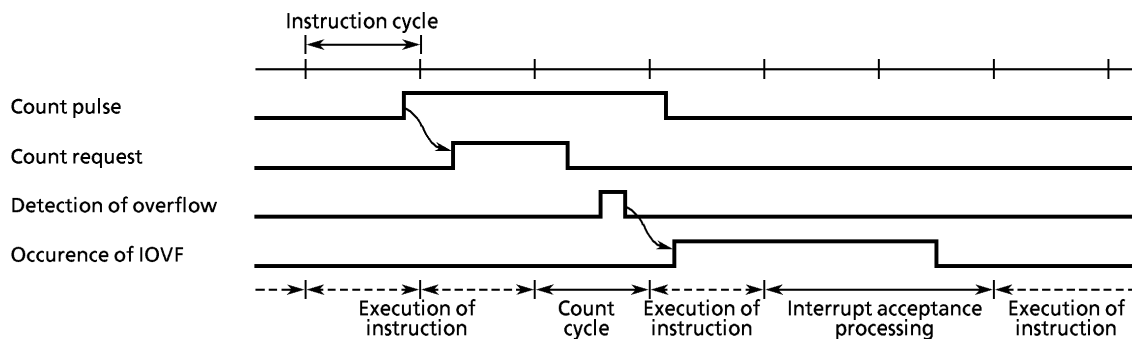 Instruction cycle
Count pulse
Count request
Detection of overflow
Occurence of IOVF
Execution of
instruction
Count
cycle
Execution of
instruction
Interrupt acceptance
processing
Execution of
instruction